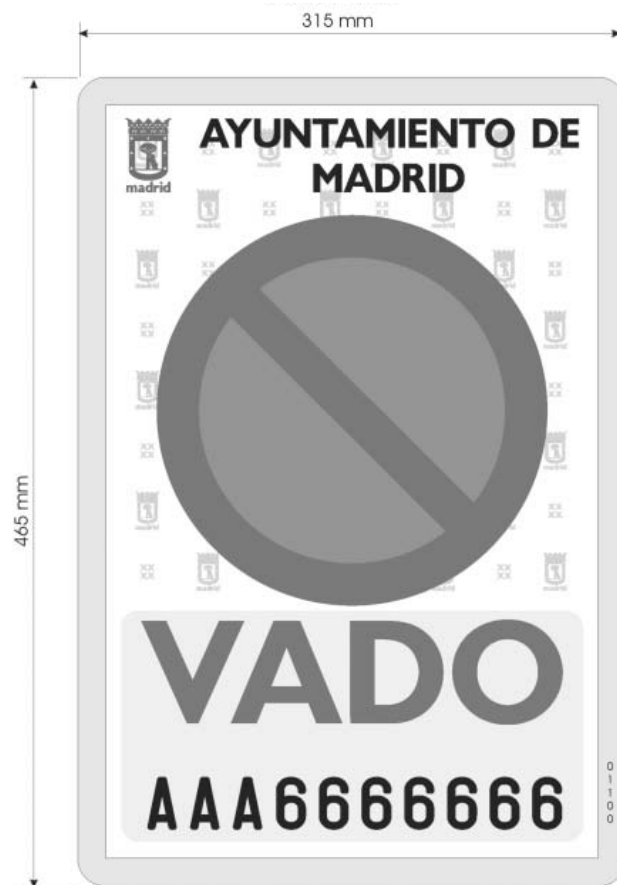 315 mm
465 mm
AYUNTAMIENTO DE
MADRID
madrid
VADO
AAA6666666
0
1
1
0
0